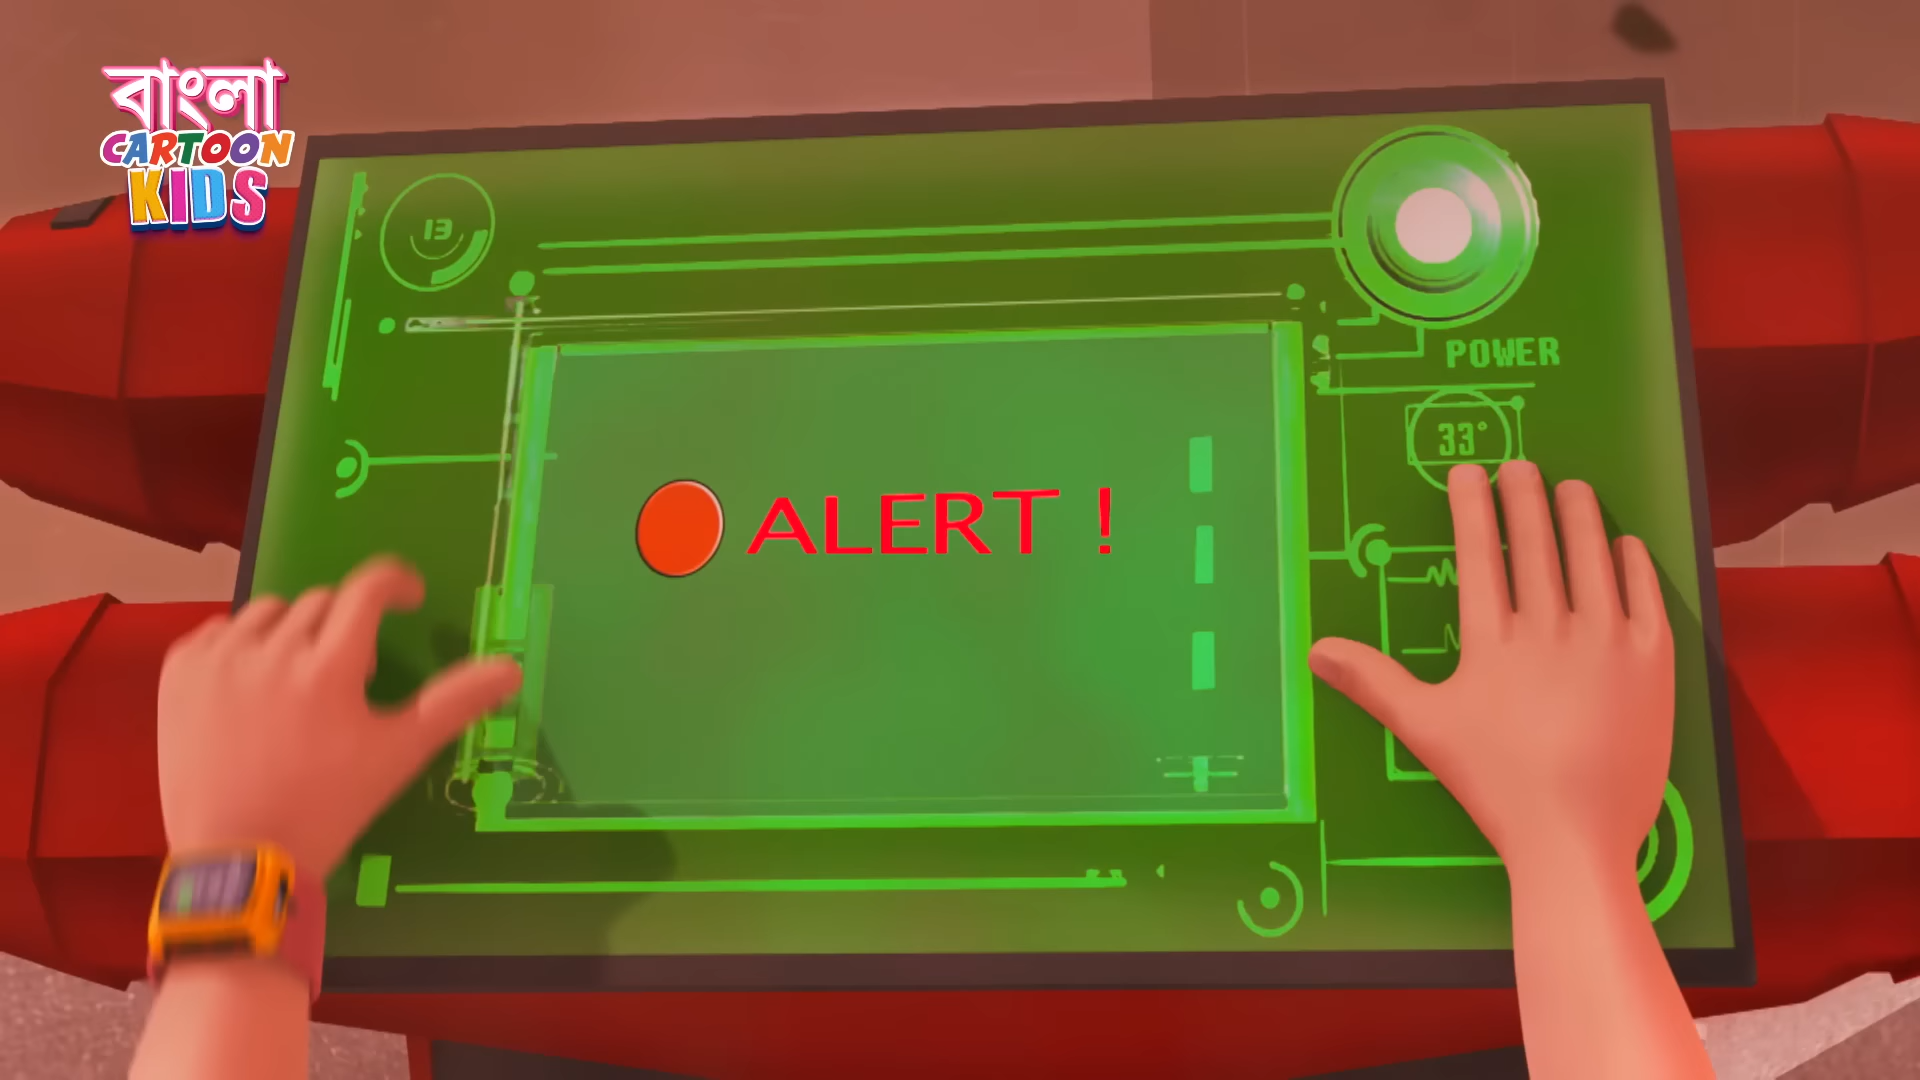 বাংলা
CARTOON
KIDS
13
POWER
33°
ALERT !